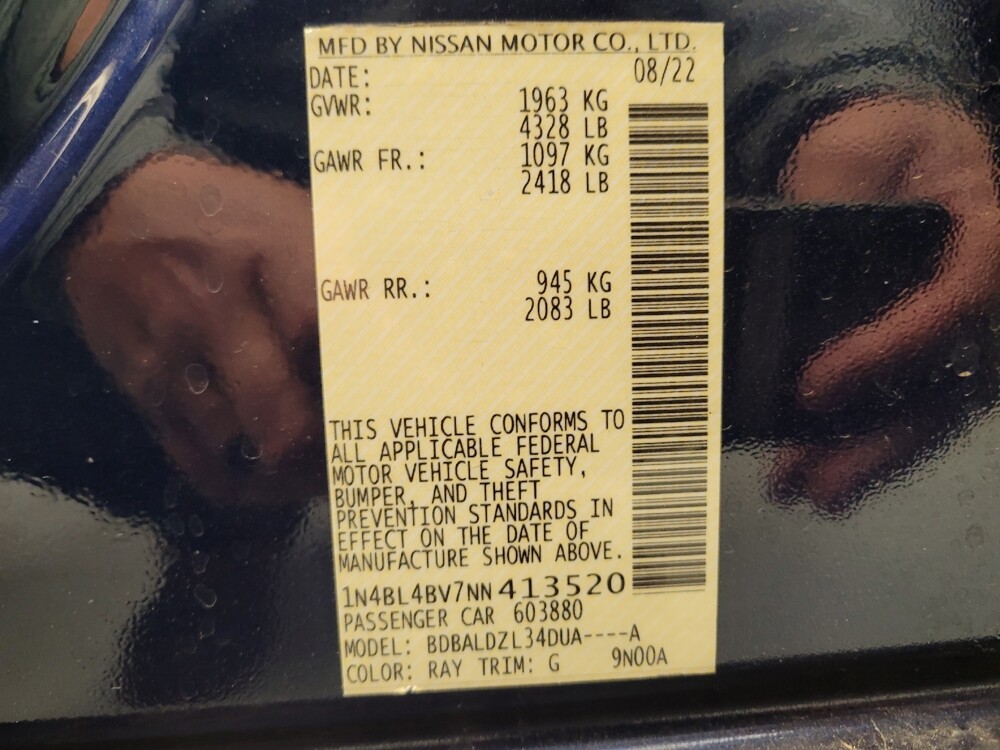 MFD BY NISSAN MOTOR CO., LTD.
DATE: 08/22
GVWR: 1963 KG
4328 LB
GAWR FR.: 1097 KG
2418 LB
GAWR RR.: 945 KG
2083 LB
THIS VEHICLE CONFORMS TO
ALL APPLICABLE FEDERAL
MOTOR VEHICLE SAFETY,
BUMPER, AND THEFT
PREVENTION STANDARDS IN
EFFECT ON THE DATE OF
MANUFACTURE SHOWN ABOVE.
1N4BL4BV7NN413520
PASSENGER CAR 603880
MODEL: BDBALDZL34DUA----A
COLOR: RAY TRIM: G 9N00A